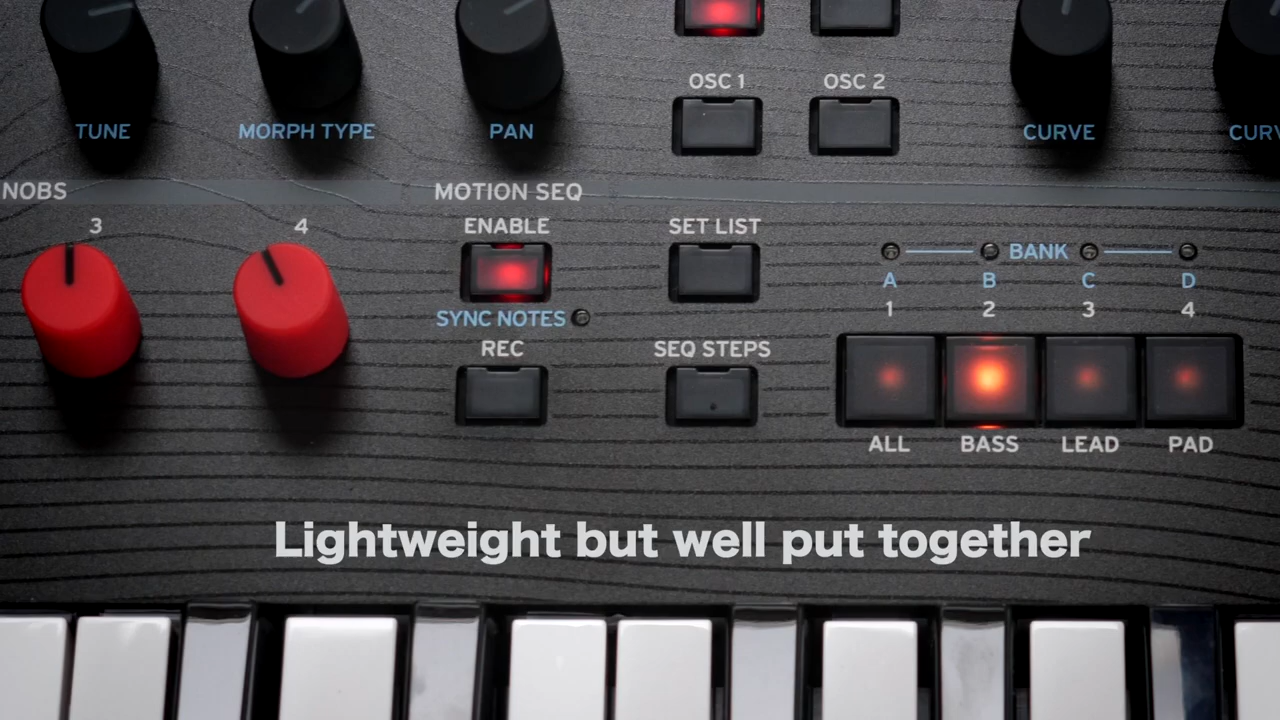 OSC 1
OSC 2
TUNE
MORPH TYPE
PAN
CURVE
CURV
NOBS
MOTION SEQ
3
4
ENABLE
SET LIST
BANK
A
B
C
D
SYNC NOTES
1
2
3
4
REC
SEQ STEPS
ALL
BASS
LEAD
PAD
Lightweight but well put together